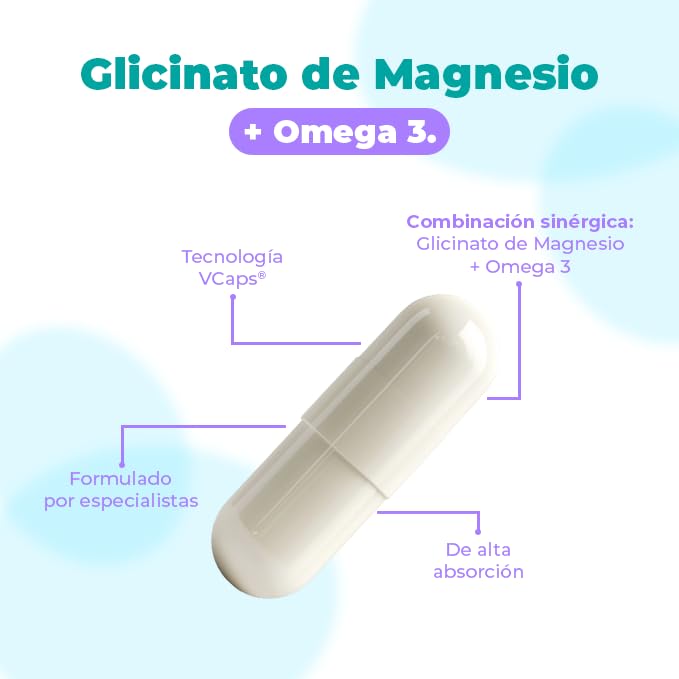 Glicinato de Magnesio
+ Omega 3.
Combinación sinérgica:
Glicinato de Magnesio
+ Omega 3
Tecnología
VCaps®
Formulado
por especialistas
De alta
absorción